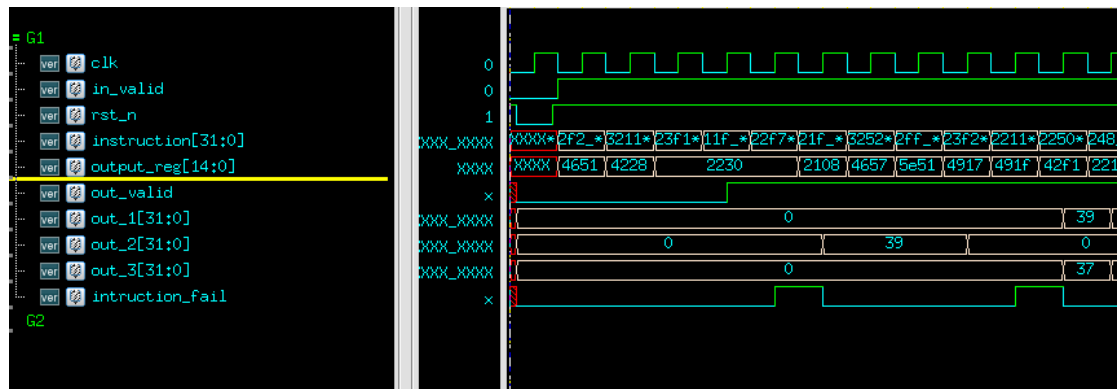 G1
ver clk 0
ver in_valid 0
ver rst_n 1
ver instruction[31:0] XXX_XXXX XXXX* 2f2_* 3211* 23f1* 11f_* 22f7* 21f_* 3252* 2ff_* 23f2* 2211* 2250* 248_
ver output_reg[14:0] XXXX XXXX 4651 4228 2230 2108 4657 5e51 4917 491f 42f1 221
ver out_valid x
ver out_1[31:0] XXX_XXXX 0 39
ver out_2[31:0] XXX_XXXX 0 39 0
ver out_3[31:0] XXX_XXXX 0 37
ver intruction_fail x
G2